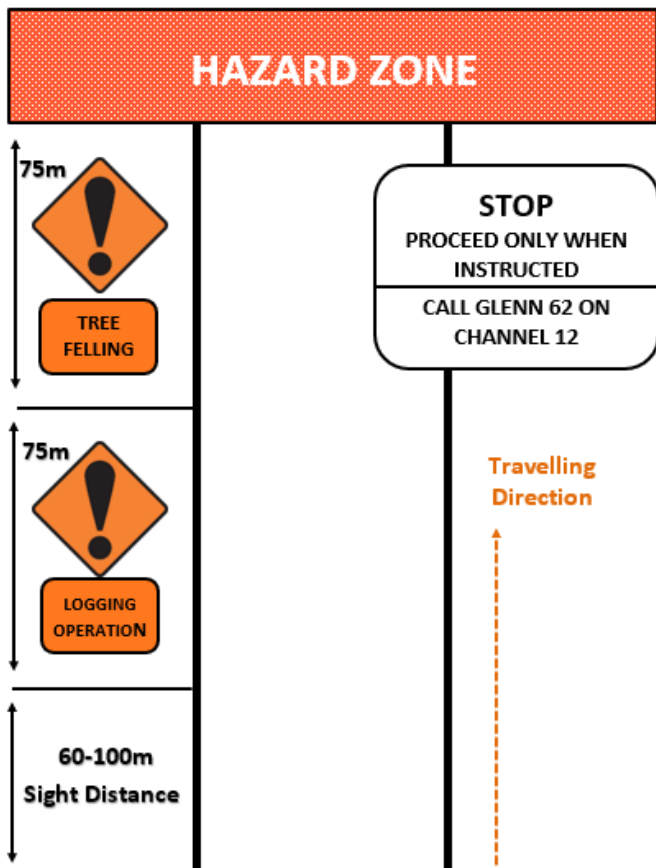 HAZARD ZONE
75m
TREE
FELLING
STOP
PROCEED ONLY WHEN
INSTRUCTED
CALL GLENN 62 ON
CHANNEL 12
75m
LOGGING
OPERATION
Travelling
Direction
60-100m
Sight Distance